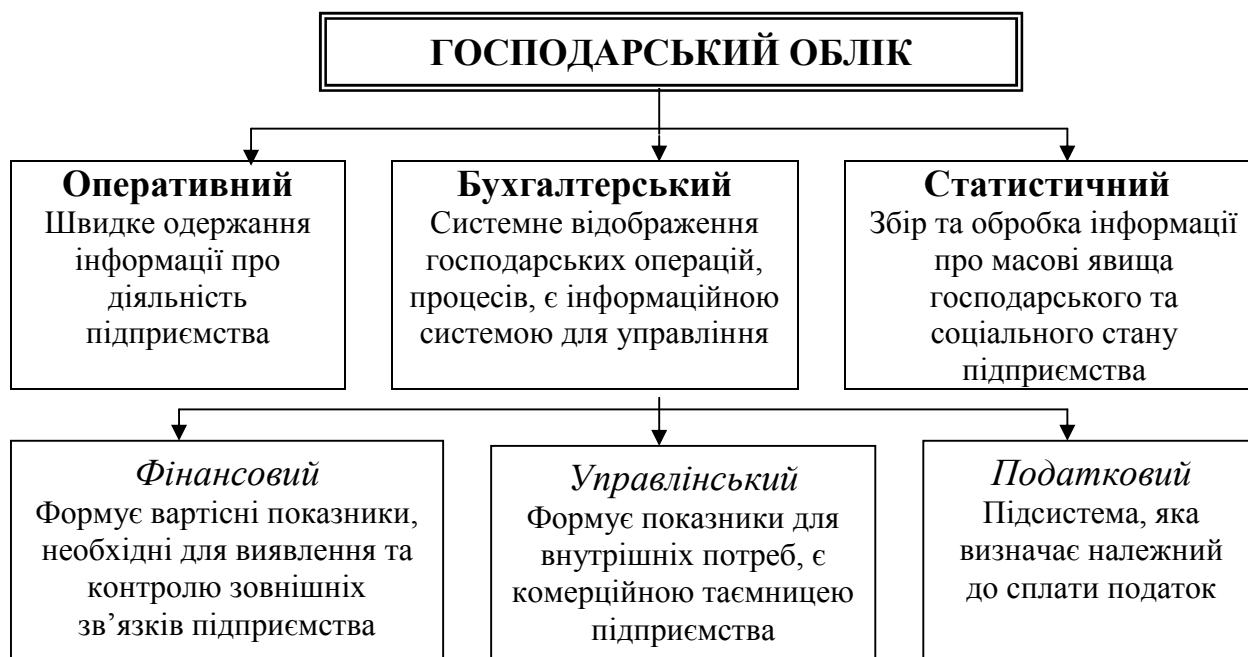 ГОСПОДАРСЬКИЙ ОБЛІК
Оперативний
Швидке одержання
інформації про
діяльність
підприємства
Бухгалтерський
Системне відображення
господарських операцій,
процесів, є інформаційною
системою для управління
Статистичний
Збір та обробка інформації
про масові явища
господарського та
соціального стану
підприємства
Фінансовий
Формує вартісні показники,
необхідні для виявлення та
контролю зовнішніх
зв’язків підприємства
Управлінський
Формує показники для
внутрішніх потреб, є
комерційною таємницею
підприємства
Податковий
Підсистема, яка
визначає належний
до сплати податок